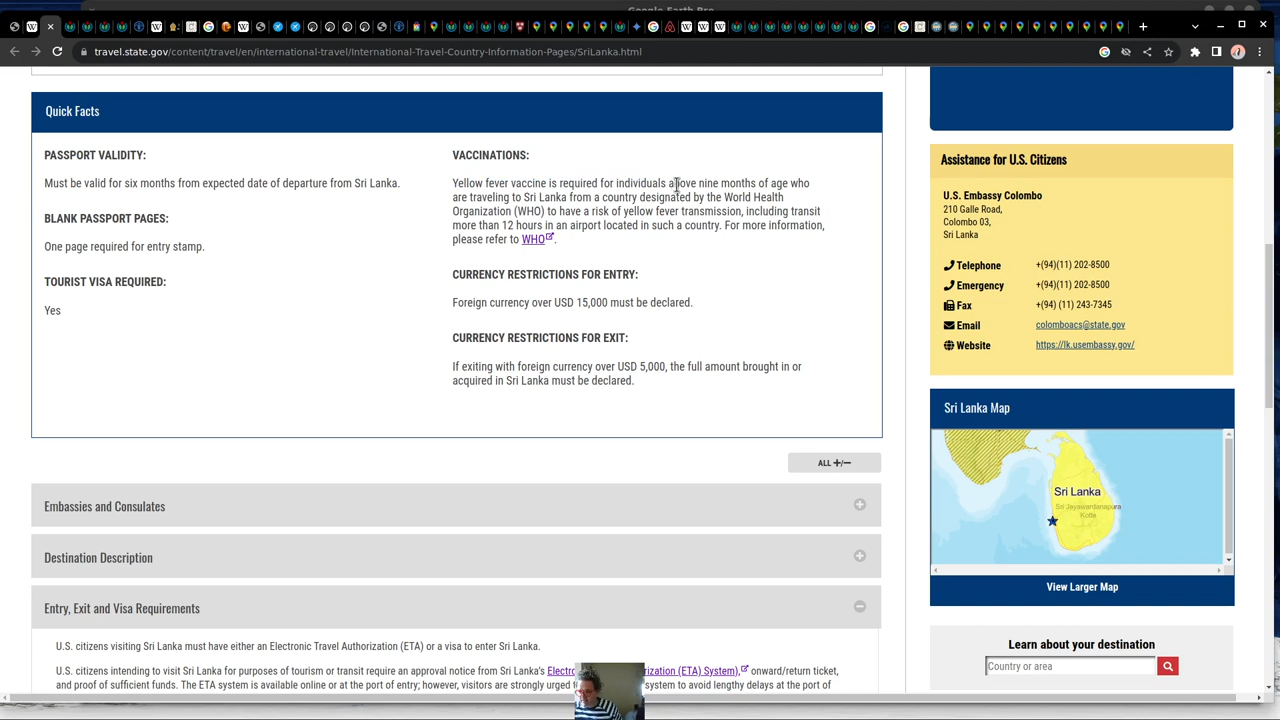 Google Earth Pro
travel.state.gov/content/travel/en/international-travel/International-Travel-Country-Information-Pages/SriLanka.html
Quick Facts
PASSPORT VALIDITY:
Must be valid for six months from expected date of departure from Sri Lanka.
BLANK PASSPORT PAGES:
One page required for entry stamp.
TOURIST VISA REQUIRED:
Yes
VACCINATIONS:
Yellow fever vaccine is required for individuals above nine months of age who
are traveling to Sri Lanka from a country designated by the World Health
Organization (WHO) to have a risk of yellow fever transmission, including transit
more than 12 hours in an airport located in such a country. For more information,
please refer to WHO.
CURRENCY RESTRICTIONS FOR ENTRY:
Foreign currency over USD 15,000 must be declared.
CURRENCY RESTRICTIONS FOR EXIT:
If exiting with foreign currency over USD 5,000, the full amount brought in or
acquired in Sri Lanka must be declared.
ALL +/−
Embassies and Consulates
Destination Description
Entry, Exit and Visa Requirements
U.S. citizens visiting Sri Lanka must have either an Electronic Travel Authorization (ETA) or a visa to enter Sri Lanka.
U.S. citizens intending to visit Sri Lanka for purposes of tourism or transit require an approval notice from Sri Lanka's Electro rization (ETA) System), onward/return ticket,
and proof of sufficient funds. The ETA system is available online or at the port of entry; however, visitors are strongly urged system to avoid lengthy delays at the port of
Assistance for U.S. Citizens
U.S. Embassy Colombo
210 Galle Road,
Colombo 03,
Sri Lanka
Telephone +(94)(11) 202-8500
Emergency +(94)(11) 202-8500
Fax +(94) (11) 243-7345
Email colomboacs@state.gov
Website https://lk.usembassy.gov/
Sri Lanka Map
Sri Lanka
Sri Jayawardanapura
Kotte
View Larger Map
Learn about your destination
Country or area